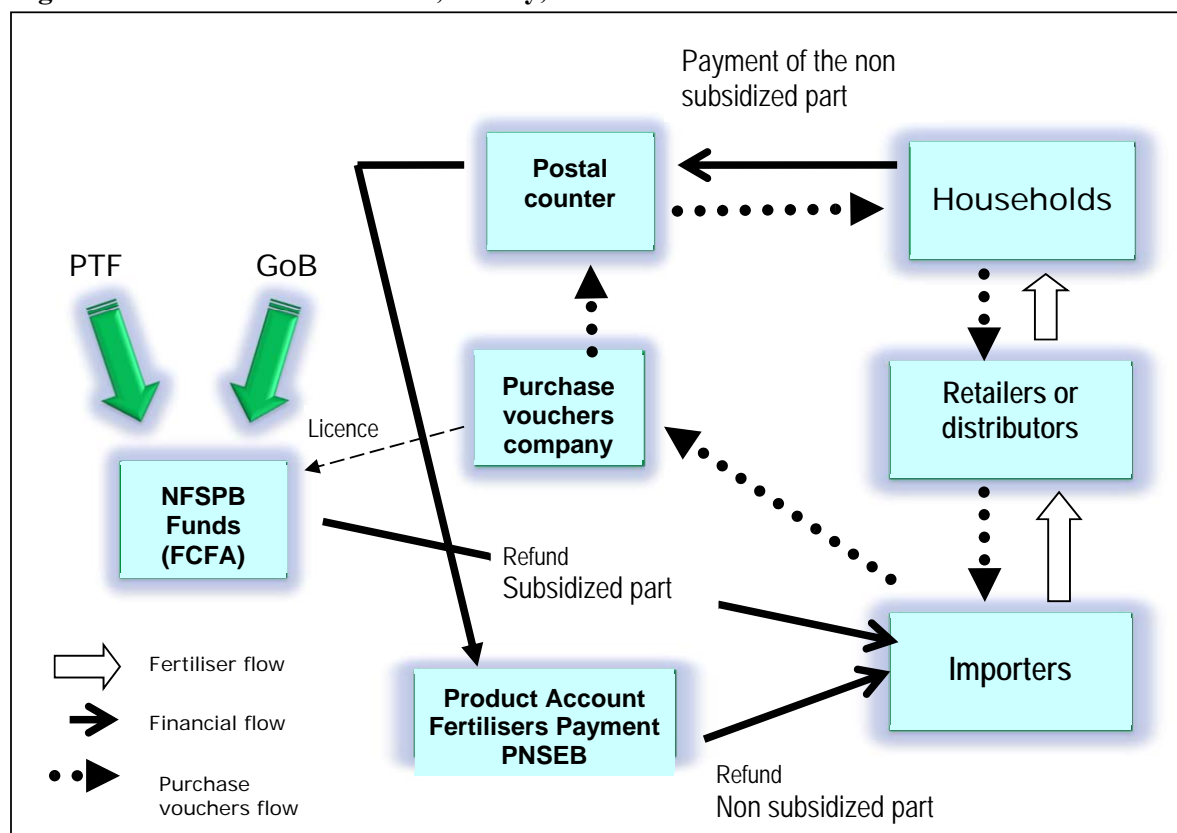 Payment of the non
subsidized part
Postal
counter
Households
PTF
GoB
Purchase
vouchers
company
Retailers or
distributors
Licence
NFSPB
Funds
(FCFA)
Refund
Subsidized part
Importers
Product Account
Fertilisers Payment
PNSEB
Refund
Non subsidized part
Fertiliser flow
Financial flow
Purchase
vouchers flow